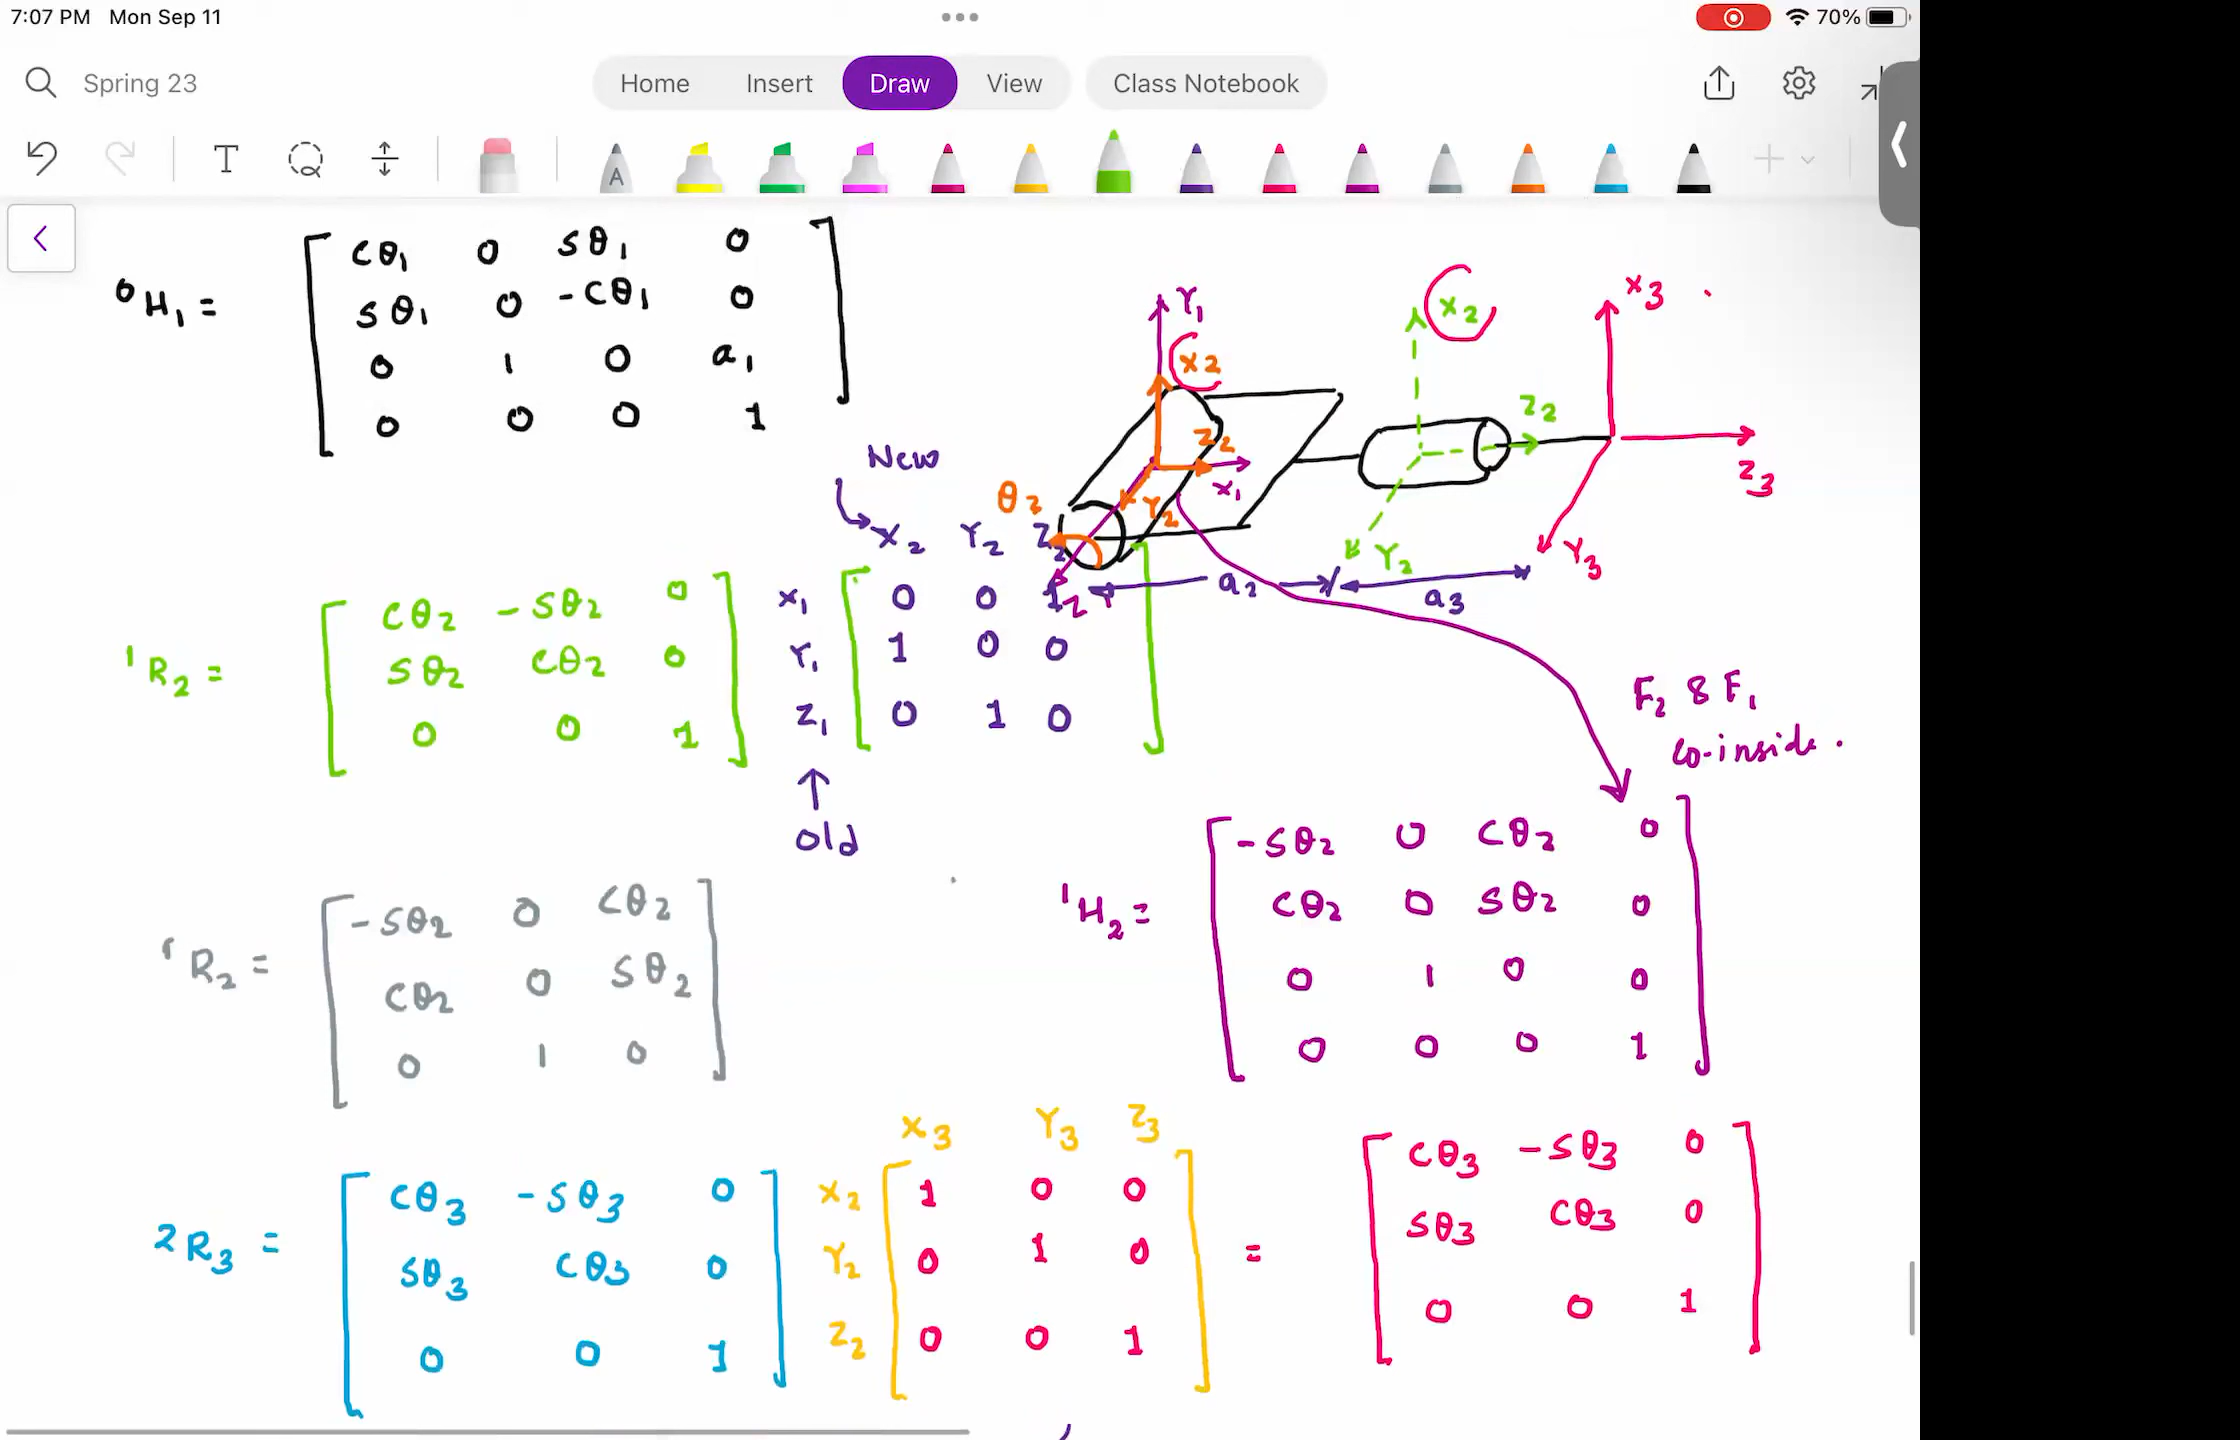 7:07 PM Mon Sep 11
70%
Spring 23
Home Insert Draw View Class Notebook
T
A
⁰H₁ =
cθ₁ 0 sθ₁ 0
sθ₁ 0 -cθ₁ 0
0 1 0 a₁
0 0 0 1
Y₁
X₂
Z₂
X₁
Y₂
θ₂
X₂
Z₂
Y₂
X₃
Z₃
Y₃
a₂
a₃
New
X₂ Y₂ Z₂
¹R₂ =
cθ₂ -sθ₂ 0
sθ₂ cθ₂ 0
0 0 1
X₁ 0 0 1
Y₁ 1 0 0
Z₁ 0 1 0
old
F₂ & F₁
co-inside.
¹R₂ =
-sθ₂ 0 cθ₂
cθ₂ 0 sθ₂
0 1 0
¹H₂ =
-sθ₂ 0 cθ₂ 0
cθ₂ 0 sθ₂ 0
0 1 0 0
0 0 0 1
X₃ Y₃ Z₃
²R₃ =
cθ₃ -sθ₃ 0
sθ₃ cθ₃ 0
0 0 1
X₂ 1 0 0
Y₂ 0 1 0
Z₂ 0 0 1
=
cθ₃ -sθ₃ 0
sθ₃ cθ₃ 0
0 0 1